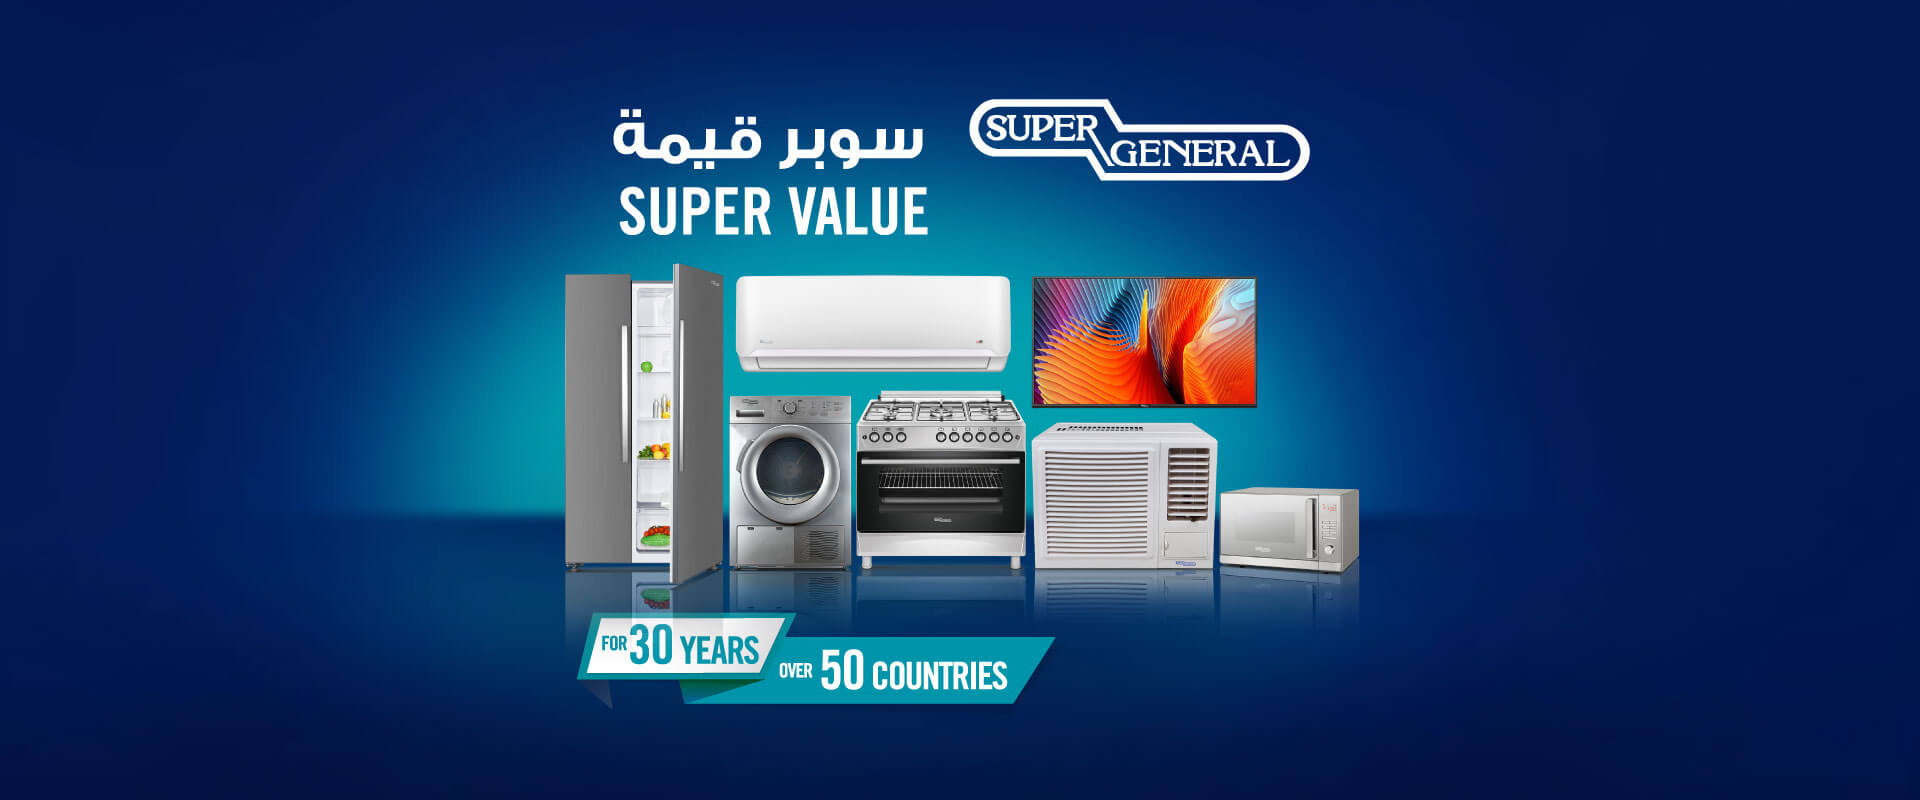 سوبر قيمة
SUPER VALUE
SUPER
GENERAL
FOR 30 YEARS
OVER 50 COUNTRIES